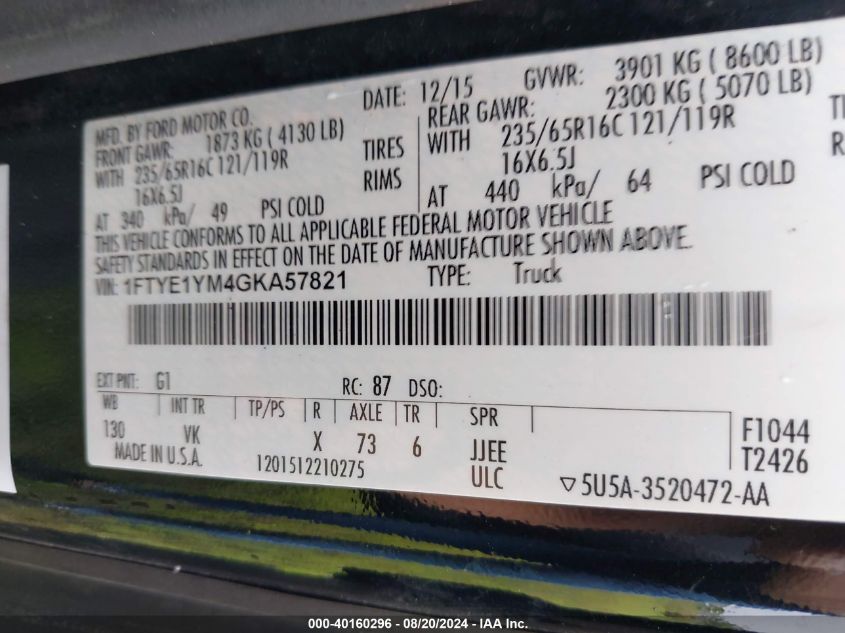 MFD. BY FORD MOTOR CO. DATE: 12/15 GVWR: 3901 KG ( 8600 LB)
FRONT GAWR: 1873 KG ( 4130 LB) REAR GAWR: 2300 KG ( 5070 LB)
WITH 235/65R16C 121/119R TIRES WITH 235/65R16C 121/119R
16X6.5J RIMS 16X6.5J
AT 340 kPa/ 49 PSI COLD AT 440 kPa/ 64 PSI COLD
THIS VEHICLE CONFORMS TO ALL APPLICABLE FEDERAL MOTOR VEHICLE
SAFETY STANDARDS IN EFFECT ON THE DATE OF MANUFACTURE SHOWN ABOVE.
VIN: 1FTYE1YM4GKA57821 TYPE: Truck
EXT PNT: G1 RC: 87 DSO:
WB INT TR TP/PS R AXLE TR SPR
130 VK X 73 6 JJEE F1044
MADE IN U.S.A. 1201512210275 ULC T2426
▽5U5A-3520472-AA
000-40160296 - 08/20/2024 - IAA Inc.